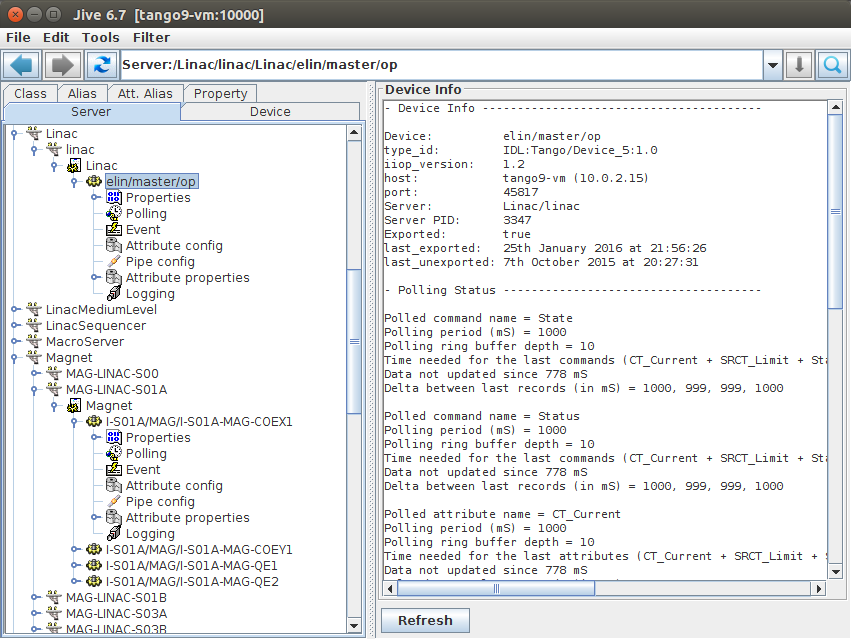 Jive 6.7 [tango9-vm:10000]
File Edit Tools Filter
Server:/Linac/linac/Linac/elin/master/op
Class Alias Att. Alias Property
Server Device
Linac
linac
Linac
elin/master/op
Properties
Polling
Event
Attribute config
Pipe config
Attribute properties
Logging
LinacMediumLevel
LinacSequencer
MacroServer
Magnet
MAG-LINAC-S00
MAG-LINAC-S01A
Magnet
I-S01A/MAG/I-S01A-MAG-COEX1
Properties
Polling
Event
Attribute config
Pipe config
Attribute properties
Logging
I-S01A/MAG/I-S01A-MAG-COEY1
I-S01A/MAG/I-S01A-MAG-QE1
I-S01A/MAG/I-S01A-MAG-QE2
MAG-LINAC-S01B
MAG-LINAC-S03A
MAG-LINAC-S03B
Device Info
- Device Info ----------------------------------------
Device: elin/master/op
type_id: IDL:Tango/Device_5:1.0
iiop_version: 1.2
host: tango9-vm (10.0.2.15)
port: 45817
Server: Linac/linac
Server PID: 3347
Exported: true
last_exported: 25th January 2016 at 21:56:26
last_unexported: 7th October 2015 at 20:27:31
- Polling Status -------------------------------------
Polled command name = State
Polling period (mS) = 1000
Polling ring buffer depth = 10
Time needed for the last commands (CT_Current + SRCT_Limit + Sta
Data not updated since 778 mS
Delta between last records (in mS) = 1000, 999, 999, 1000
Polled command name = Status
Polling period (mS) = 1000
Polling ring buffer depth = 10
Time needed for the last commands (CT_Current + SRCT_Limit + Sta
Data not updated since 778 mS
Delta between last records (in mS) = 1000, 999, 999, 1000
Polled attribute name = CT_Current
Polling period (mS) = 1000
Polling ring buffer depth = 10
Time needed for the last attributes (CT_Current + SRCT_Limit + S
Data not updated since 778 mS
Refresh